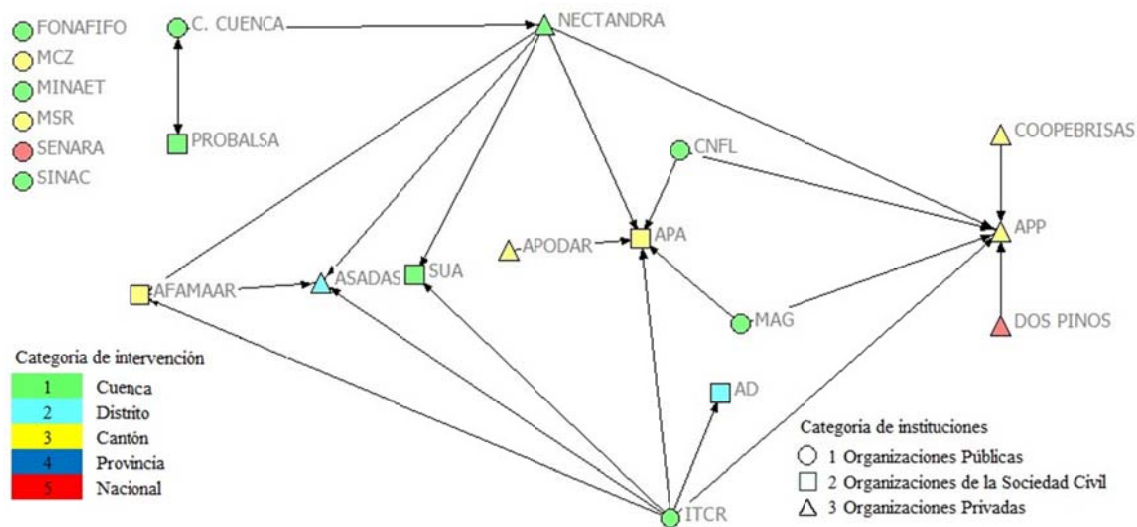 FONAFIFO
C. CUENCA
NECTANDRA
MCZ
MINAET
MSR
PROBALSA
SENARA
SINAC
CNFL
COOPEBRISAS
APODAR
APA
APP
AFAMAAR
ASADAS
SUA
MAG
DOS PINOS
AD
ITCR
Categoria de intervención
1 Cuenca
2 Distrito
3 Cantón
4 Provincia
5 Nacional
Categoria de instituciones
1 Organizaciones Públicas
2 Organizaciones de la Sociedad Civil
3 Organizaciones Privadas